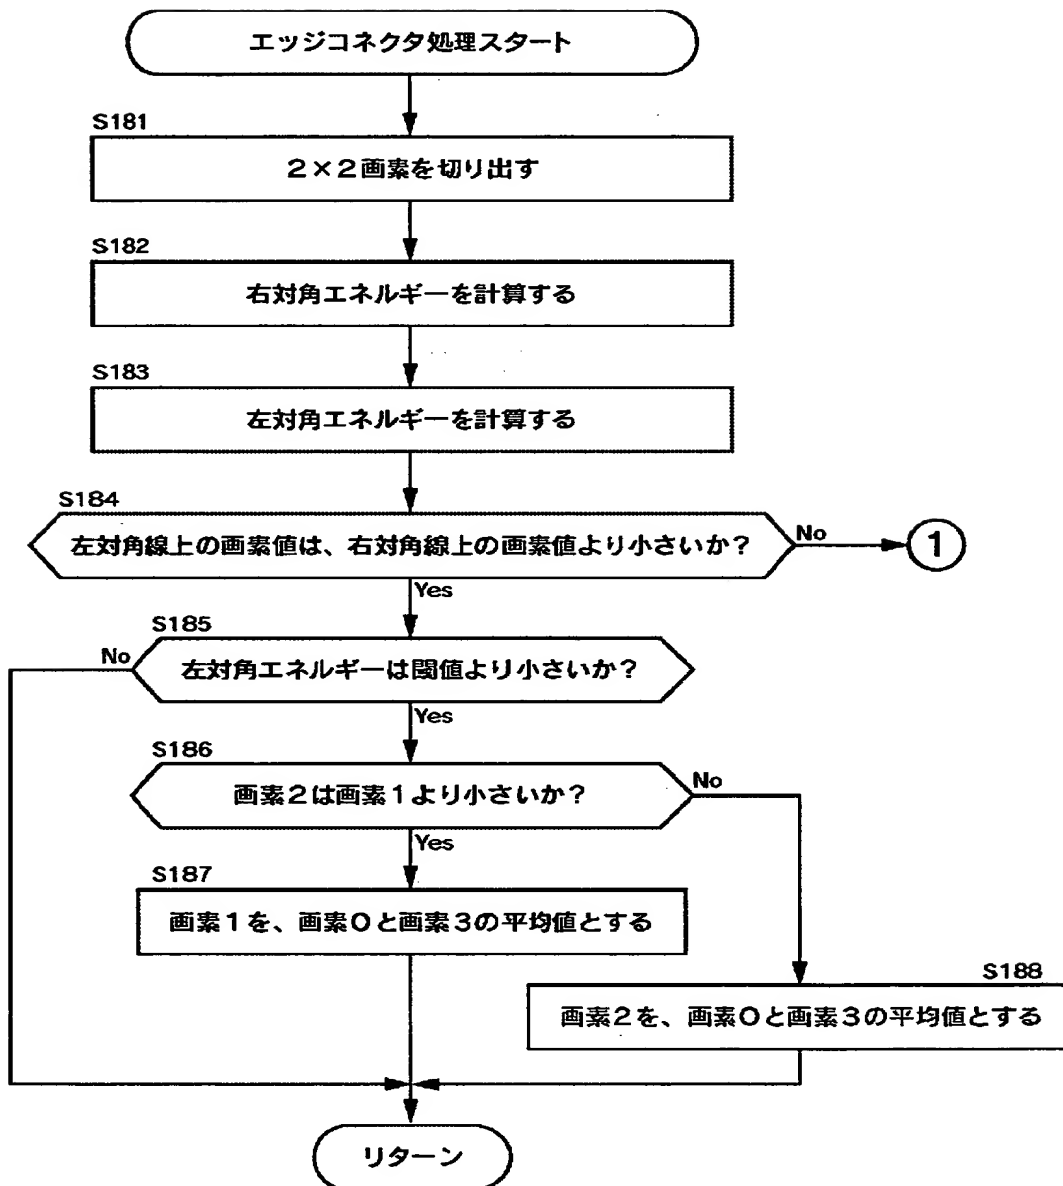 エッジコネクタ処理スタート
S181
2×2画素を切り出す
S182
右対角エネルギーを計算する
S183
左対角エネルギーを計算する
S184
左対角線上の画素値は、右対角線上の画素値より小さいか?
No
1
Yes
S185
No
左対角エネルギーは閾値より小さいか?
Yes
S186
画素2は画素1より小さいか?
No
Yes
S187
画素1を、画素0と画素3の平均値とする
S188
画素2を、画素0と画素3の平均値とする
リターン